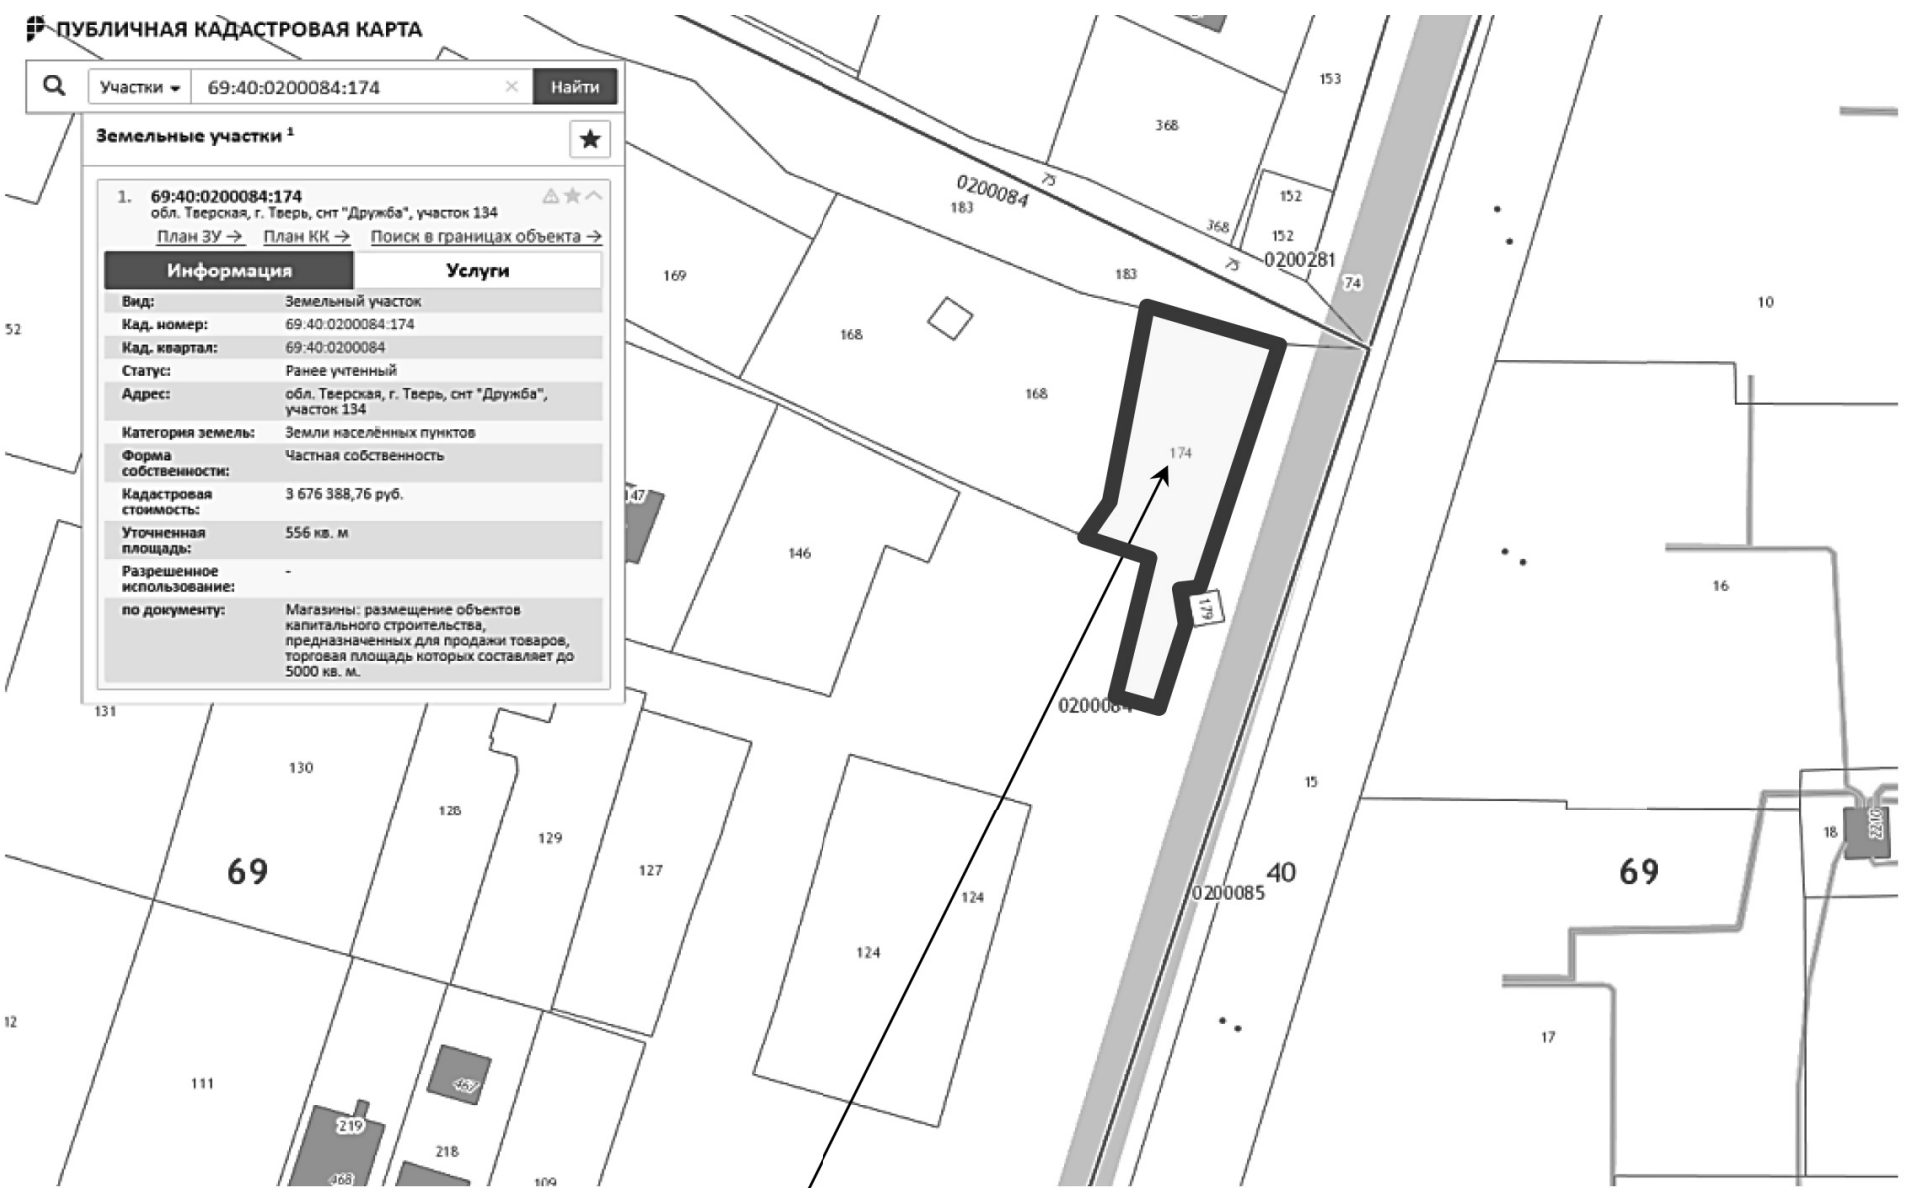 ПУБЛИЧНАЯ КАДАСТРОВАЯ КАРТА
Участки
69:40:0200084:174
×
Найти
Земельные участки 1
1. 69:40:0200084:174
обл. Тверская, г. Тверь, снт "Дружба", участок 134
План ЗУ → План КК → Поиск в границах объекта →
Информация Услуги
Вид: Земельный участок
Кад. номер: 69:40:0200084:174
Кад. квартал: 69:40:0200084
Статус: Ранее учтенный
Адрес: обл. Тверская, г. Тверь, снт "Дружба",
участок 134
Категория земель: Земли населённых пунктов
Форма
собственности: Частная собственность
Кадастровая
стоимость: 3 676 388,76 руб.
Уточненная
площадь: 556 кв. м
Разрешенное
использование: -
по документу: Магазины: размещение объектов
капитального строительства,
предназначенных для продажи товаров,
торговая площадь которых составляет до
5000 кв. м.
153
368
75
0200084
183
152
368
152
75
0200281
183
74
169
10
52
168
168
174
147
146
16
179
0200084
131
130
128
129
127
15
18
2210
69
40
69
0200085
124
124
12
17
111
467
219
218
468
109